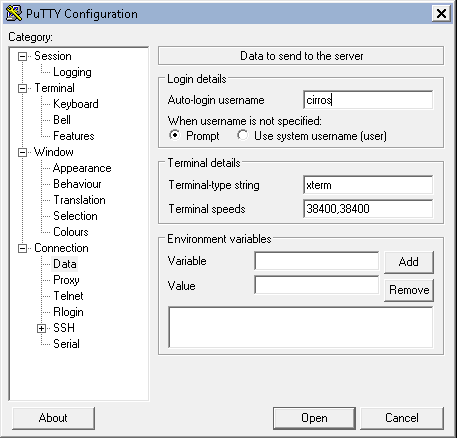 PuTTY Configuration
Category:
Session
Logging
Terminal
Keyboard
Bell
Features
Window
Appearance
Behaviour
Translation
Selection
Colours
Connection
Data
Proxy
Telnet
Rlogin
SSH
Serial
Data to send to the server
Login details
Auto-login username cirros
When username is not specified:
Prompt Use system username (user)
Terminal details
Terminal-type string xterm
Terminal speeds 38400,38400
Environment variables
Variable Add
Value Remove
About Open Cancel